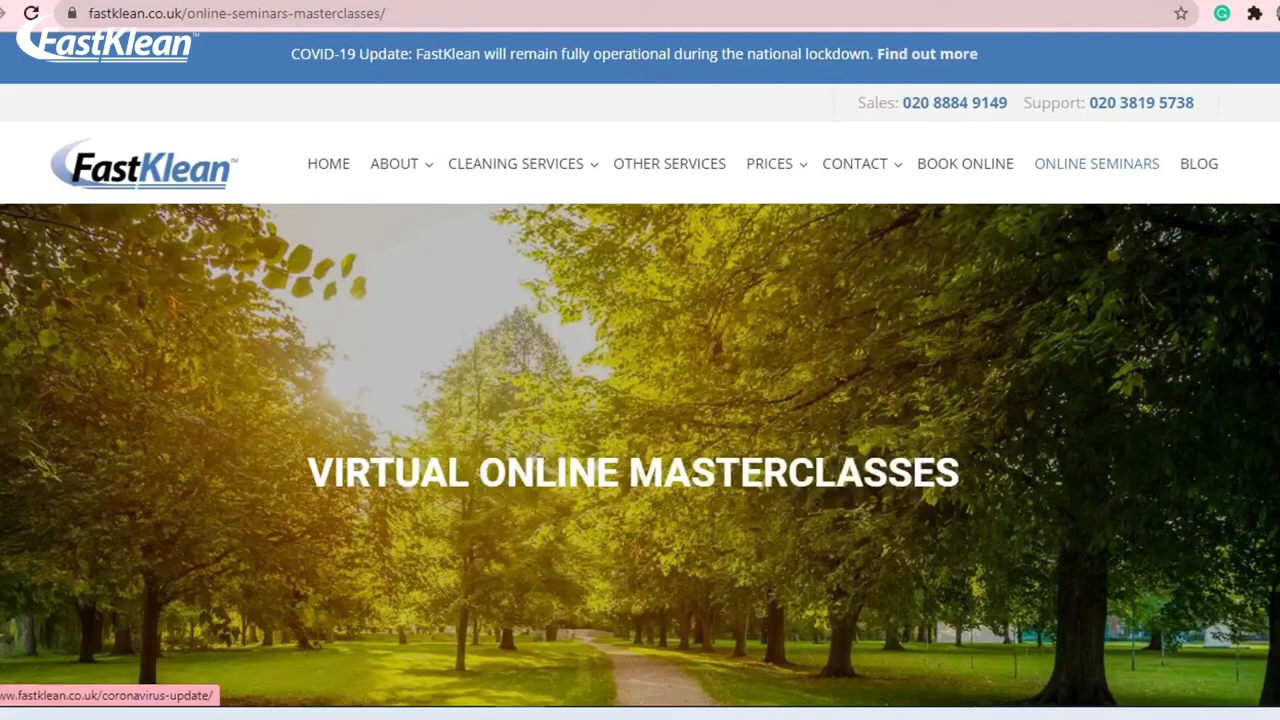 fastklean.co.uk/online-seminars-masterclasses/
FastKlean™
COVID-19 Update: FastKlean will remain fully operational during the national lockdown. Find out more
Sales: 020 8884 9149 Support: 020 3819 5738
FastKlean™
HOME ABOUT CLEANING SERVICES OTHER SERVICES PRICES CONTACT BOOK ONLINE ONLINE SEMINARS BLOG
VIRTUAL ONLINE MASTERCLASSES
ww.fastklean.co.uk/coronavirus-update/